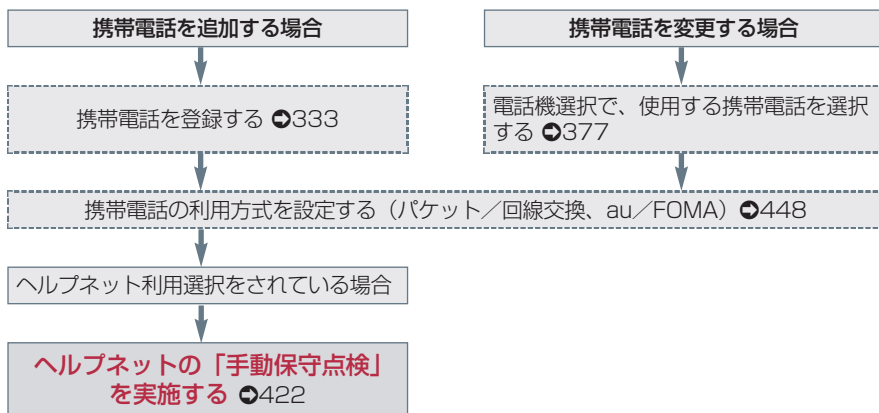 携帯電話を追加する場合
携帯電話を変更する場合
携帯電話を登録する ➲333
電話機選択で、使用する携帯電話を選択
する ➲377
携帯電話の利用方式を設定する（パケット／回線交換、au／FOMA）➲448
ヘルプネット利用選択をされている場合
ヘルプネットの「手動保守点検」
を実施する ➲422